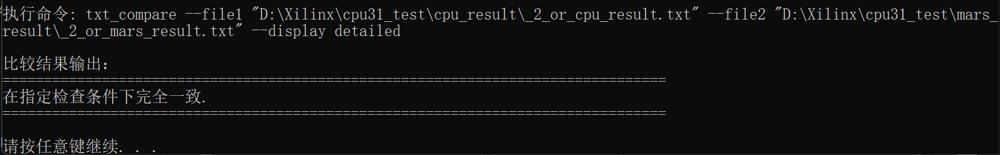 执行命令: txt_compare --file1 "D:\Xilinx\cpu31_test\cpu_result\_2_or_cpu_result.txt" --file2 "D:\Xilinx\cpu31_test\mars_
result\_2_or_mars_result.txt" --display detailed
比较结果输出:
================================================================================
在指定检查条件下完全一致.
================================================================================
请按任意键继续. . .